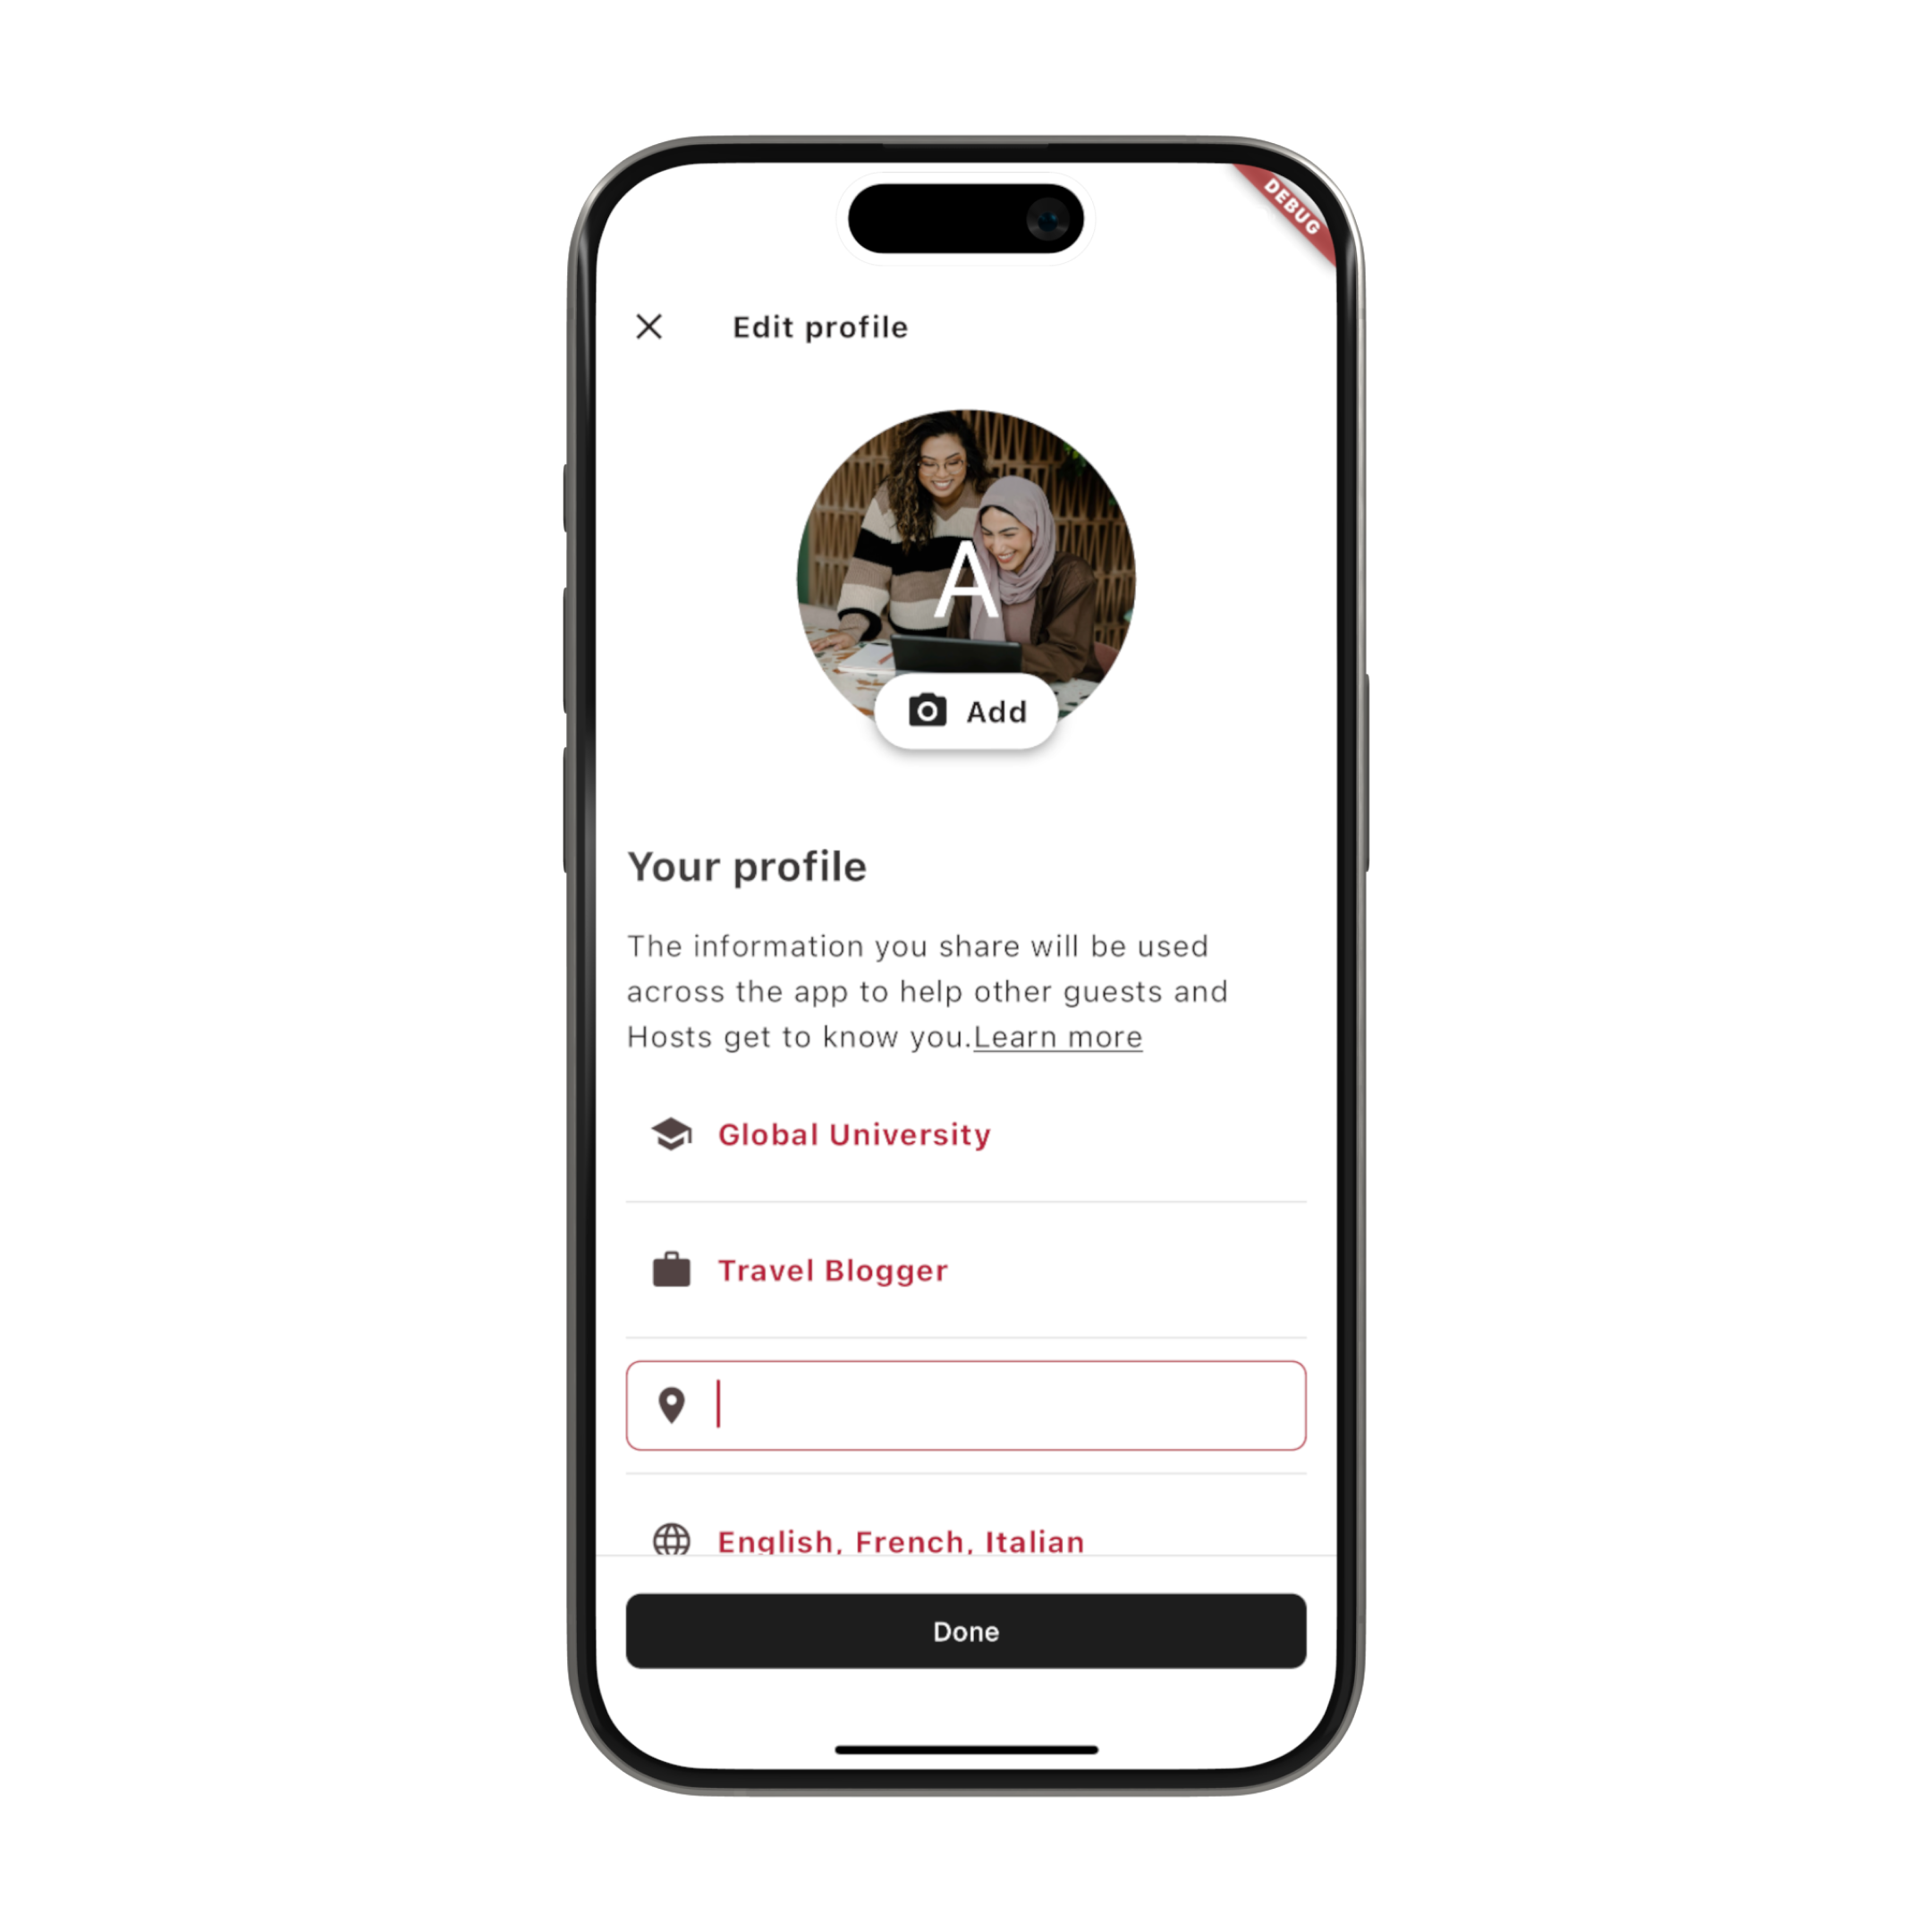 DEBUG
Edit profile
A
Add
Your profile
The information you share will be used
across the app to help other guests and
Hosts get to know you.Learn more
Global University
Travel Blogger
English, French, Italian
Done